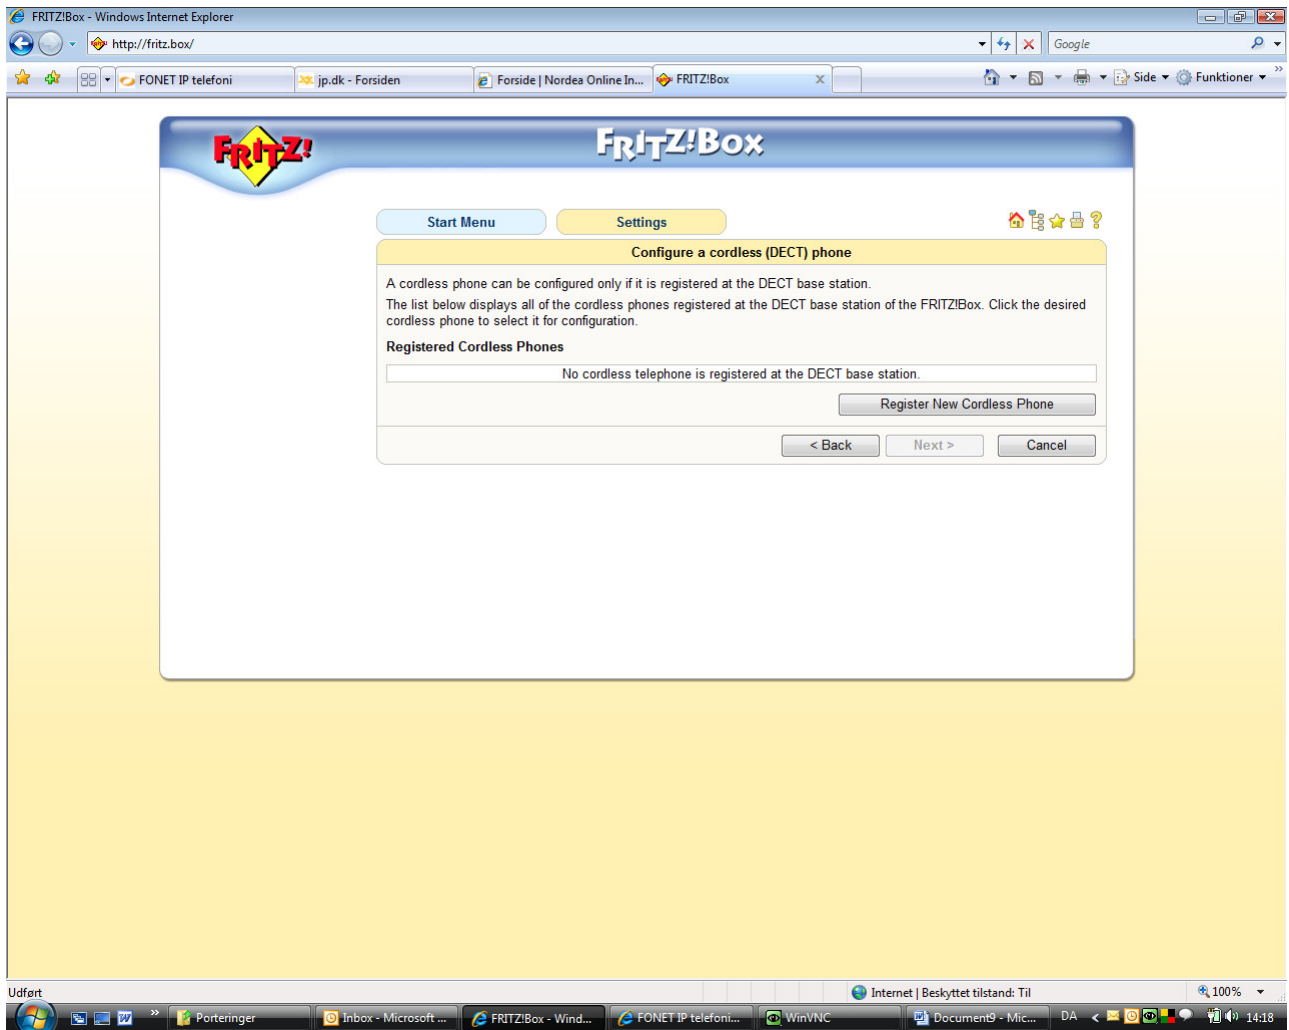 FRITZ!Box - Windows Internet Explorer
http://fritz.box/
Google
FONET IP telefoni
jp.dk - Forsiden
Forside | Nordea Online In...
FRITZ!Box
Side
Funktioner
FRITZ!
FRITZ!BOX
Start Menu
Settings
Configure a cordless (DECT) phone
A cordless phone can be configured only if it is registered at the DECT base station.
The list below displays all of the cordless phones registered at the DECT base station of the FRITZ!Box. Click the desired
cordless phone to select it for configuration.
Registered Cordless Phones
No cordless telephone is registered at the DECT base station.
Register New Cordless Phone
< Back
Next >
Cancel
Udført
Internet | Beskyttet tilstand: Til
100%
Porteringer
Inbox - Microsoft ...
FRITZ!Box - Wind...
FONET IP telefoni...
WinVNC
Document9 - Mic...
DA
14:18